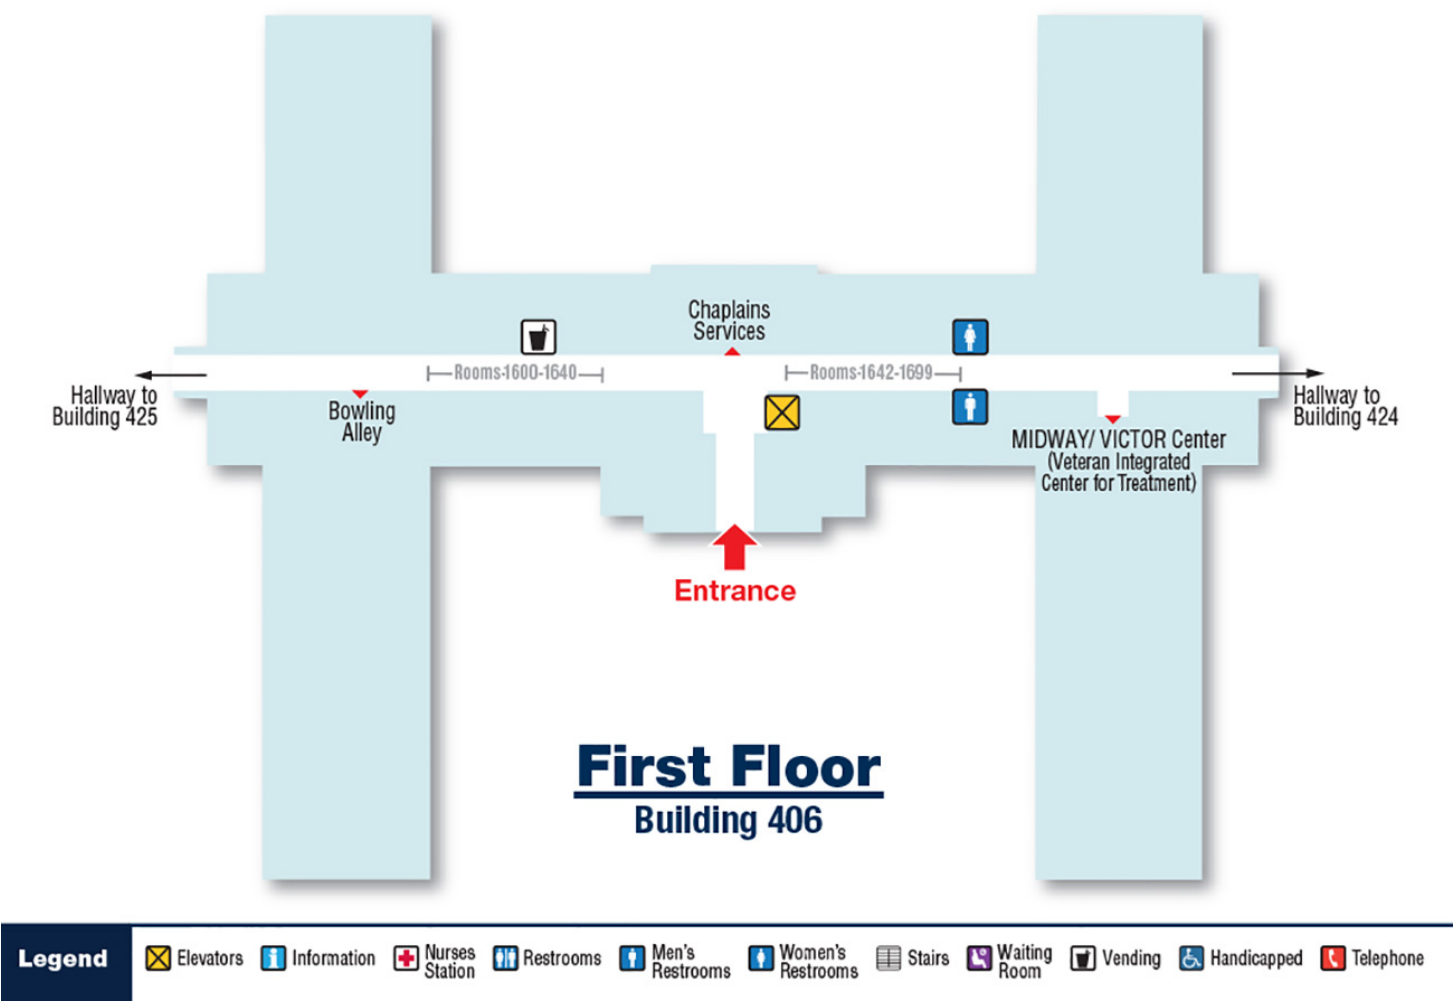 Chaplains
Services
Rooms 1600-1640
Rooms 1642-1699
Hallway to
Building 425
Bowling
Alley
MIDWAY/ VICTOR Center
(Veteran Integrated
Center for Treatment)
Hallway to
Building 424
Entrance
First Floor
Building 406
Legend
Elevators
Information
Nurses
Station
Restrooms
Men's
Restrooms
Women's
Restrooms
Stairs
Waiting
Room
Vending
Handicapped
Telephone